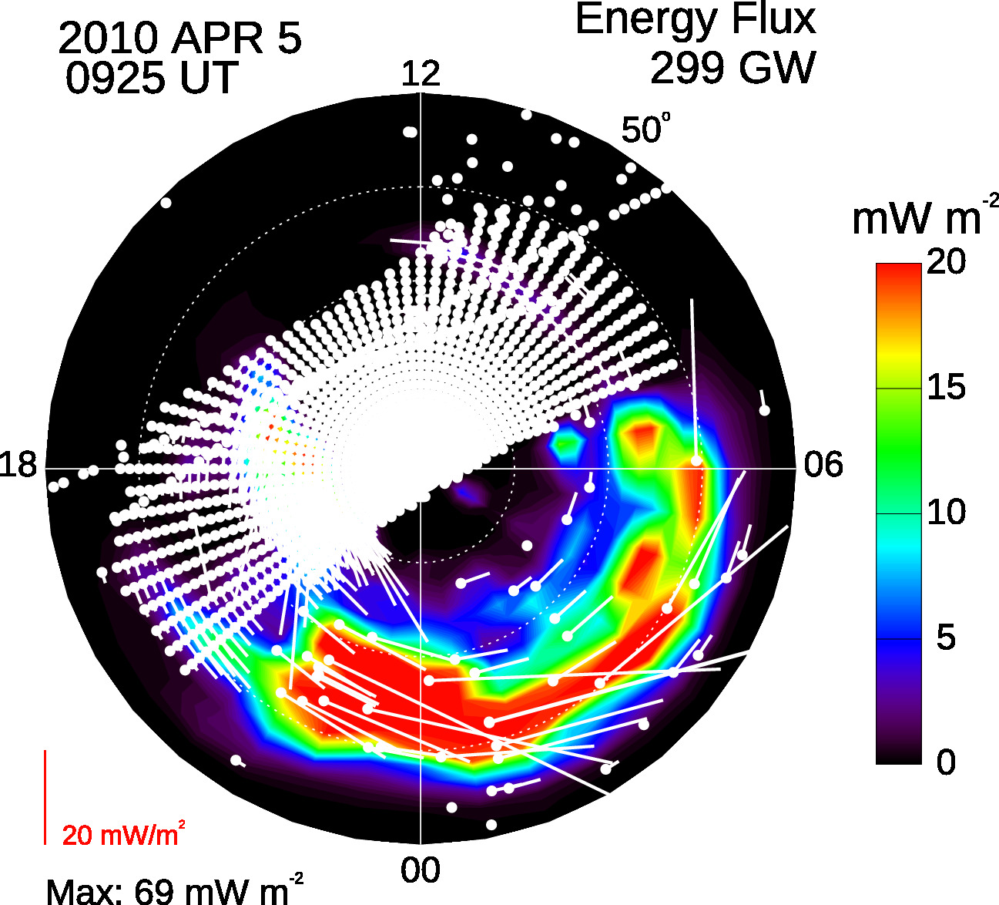 2010 APR 5
0925 UT
Energy Flux
299 GW
12
50°
mW m⁻²
20
15
18
06
10
5
0
20 mW/m²
00
Max: 69 mW m⁻²